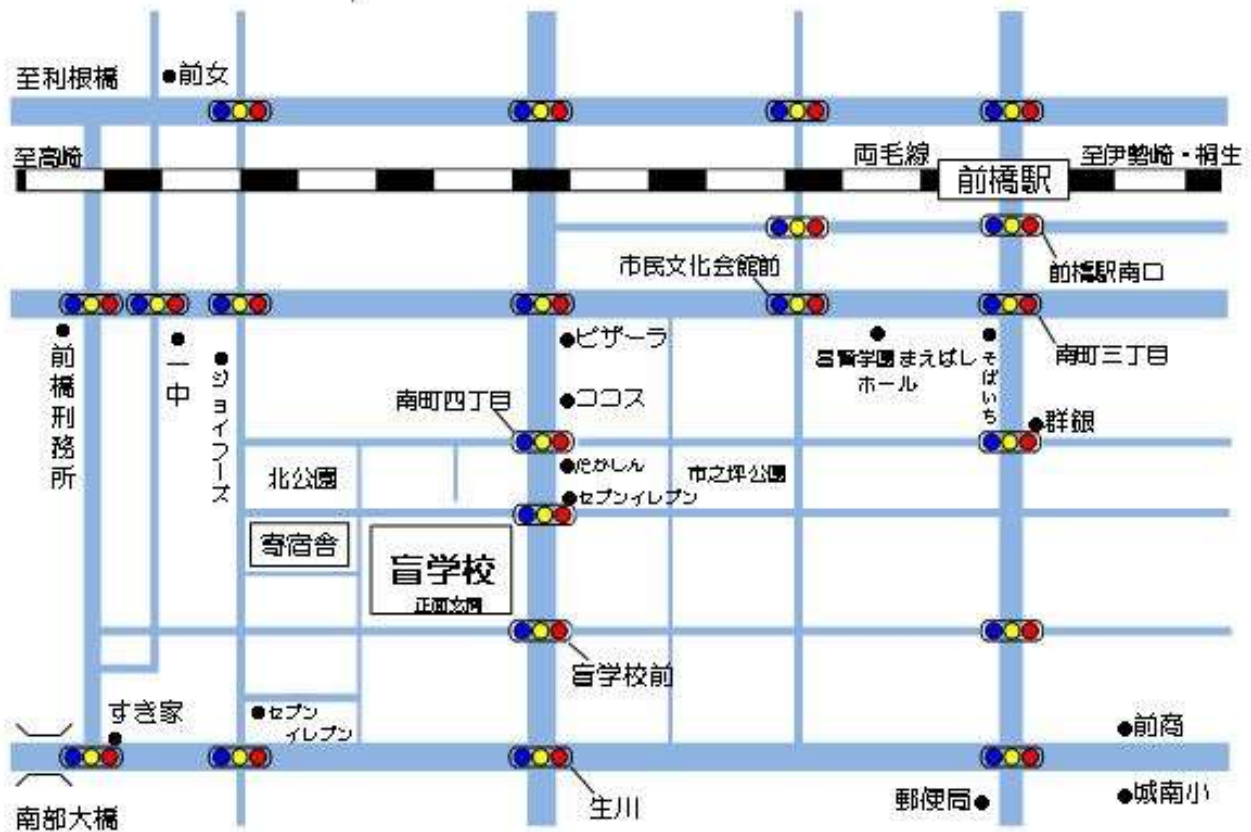 至利根橋
前女
至高崎
両毛線
至伊勢崎・桐生
前橋駅
市民文化会館前
前橋駅南口
前橋刑務所
一中
ジョイフーズ
ピザーラ
ココス
南町四丁目
昌賢学園まえばし
ホール
そばいち
南町三丁目
群銀
北公園
たかしん
セブンイレブン
市之坪公園
寄宿舎
盲学校
正面玄関
盲学校前
すき家
セブン
イレブン
前商
南部大橋
生川
郵便局
城南小